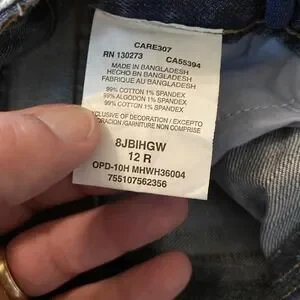 CARE307
RN 130273 CA55394
MADE IN BANGLADESH
HECHO EN BANGLADESH
FABRIQUE AU BANGLADESH
99% COTTON 1% SPANDEX
99% ALGODON 1% SPANDEX
99% COTTON 1% SPANDEX
EXCLUSIVE OF DECORATION / EXCEPTO
CORACION GARNITURE NON COMPRISE
8JBIHGW
12 R
OPD-10H MHWH36004
755107562356